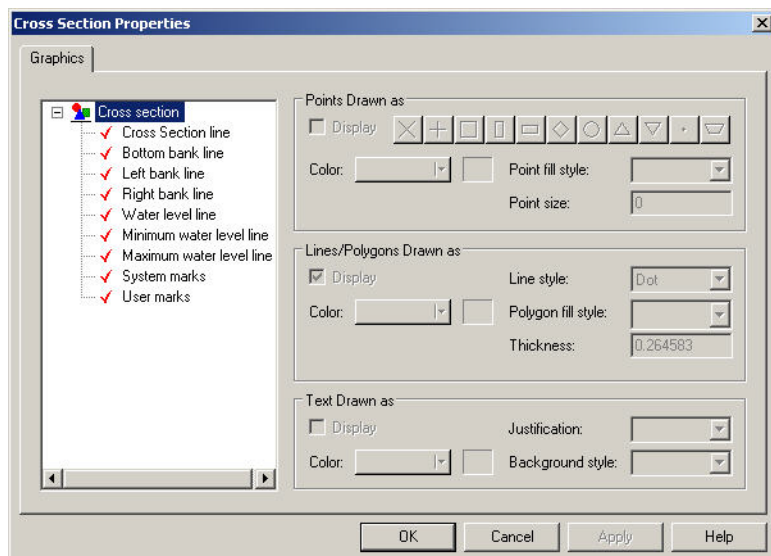 Cross Section Properties
Graphics
Cross section
Cross Section line
Bottom bank line
Left bank line
Right bank line
Water level line
Minimum water level line
Maximum water level line
System marks
User marks
Points Drawn as
Display
Color:
Point fill style:
Point size:
0
Lines/Polygons Drawn as
Display
Line style:
Dot
Color:
Polygon fill style:
Thickness:
0.264583
Text Drawn as
Display
Justification:
Color:
Background style:
OK
Cancel
Apply
Help